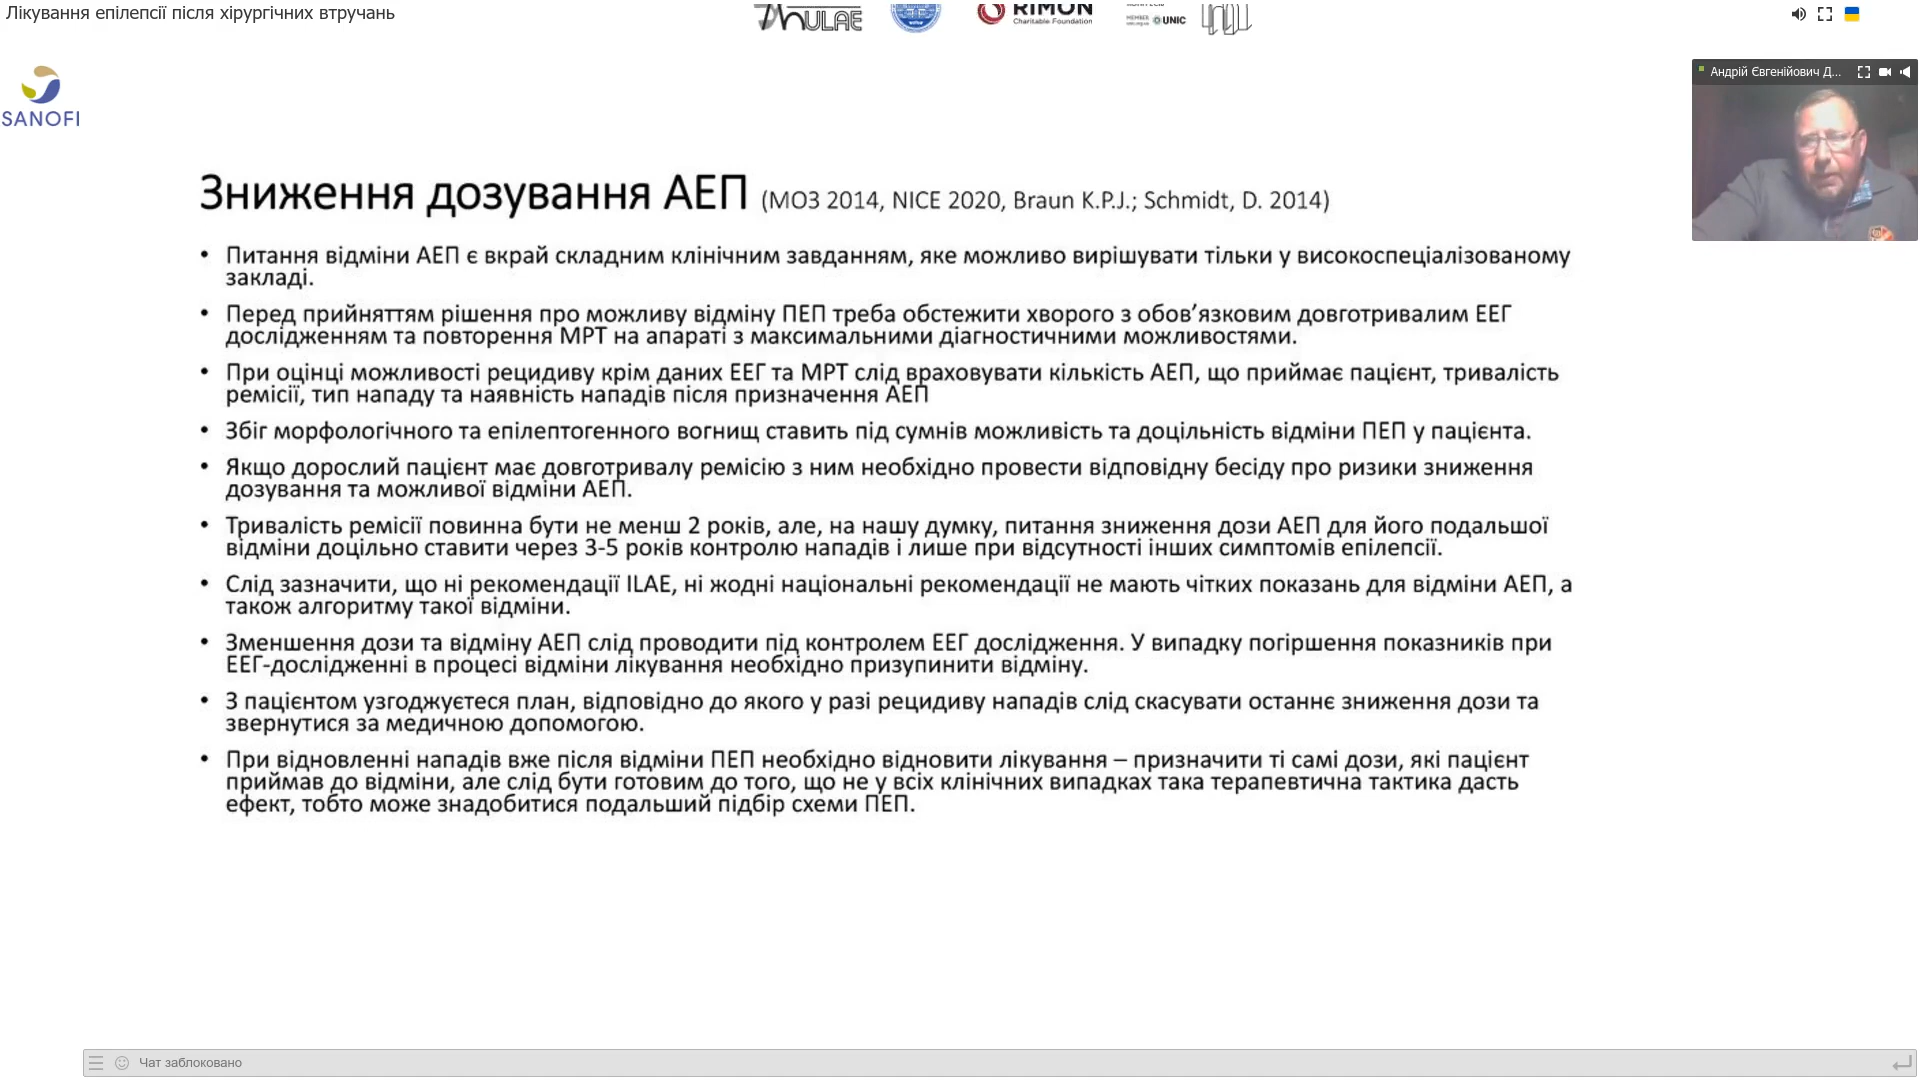 Лікування епілепсії після хірургічних втручань
ULAE
RIMON
Charitable Foundation
MEMBER
UNIC
SANOFI
Андрій Євгенійович Д...
Зниження дозування АЕП (МОЗ 2014, NICE 2020, Braun K.P.J.; Schmidt, D. 2014)
• Питання відміни АЕП є вкрай складним клінічним завданням, яке можливо вирішувати тільки у високоспеціалізованому
закладі.
• Перед прийняттям рішення про можливу відміну ПЕП треба обстежити хворого з обов’язковим довготривалим ЕЕГ
дослідженням та повторення МРТ на апараті з максимальними діагностичними можливостями.
• При оцінці можливості рецидиву крім даних ЕЕГ та МРТ слід враховувати кількість АЕП, що приймає пацієнт, тривалість
ремісії, тип нападу та наявність нападів після призначення АЕП
• Збіг морфологічного та епілептогенного вогнищ ставить під сумнів можливість та доцільність відміни ПЕП у пацієнта.
• Якщо дорослий пацієнт має довготривалу ремісію з ним необхідно провести відповідну бесіду про ризики зниження
дозування та можливої відміни АЕП.
• Тривалість ремісії повинна бути не менш 2 років, але, на нашу думку, питання зниження дози АЕП для його подальшої
відміни доцільно ставити через 3-5 років контролю нападів і лише при відсутності інших симптомів епілепсії.
• Слід зазначити, що ні рекомендації ILAE, ні жодні національні рекомендації не мають чітких показань для відміни АЕП, а
також алгоритму такої відміни.
• Зменшення дози та відміну АЕП слід проводити під контролем ЕЕГ дослідження. У випадку погіршення показників при
ЕЕГ-дослідженні в процесі відміни лікування необхідно призупинити відміну.
• З пацієнтом узгоджуєтеся план, відповідно до якого у разі рецидиву нападів слід скасувати останнє зниження дози та
звернутися за медичною допомогою.
• При відновленні нападів вже після відміни ПЕП необхідно відновити лікування – призначити ті самі дози, які пацієнт
приймав до відміни, але слід бути готовим до того, що не у всіх клінічних випадках така терапевтична тактика дасть
ефект, тобто може знадобитися подальший підбір схеми ПЕП.
Чат заблоковано